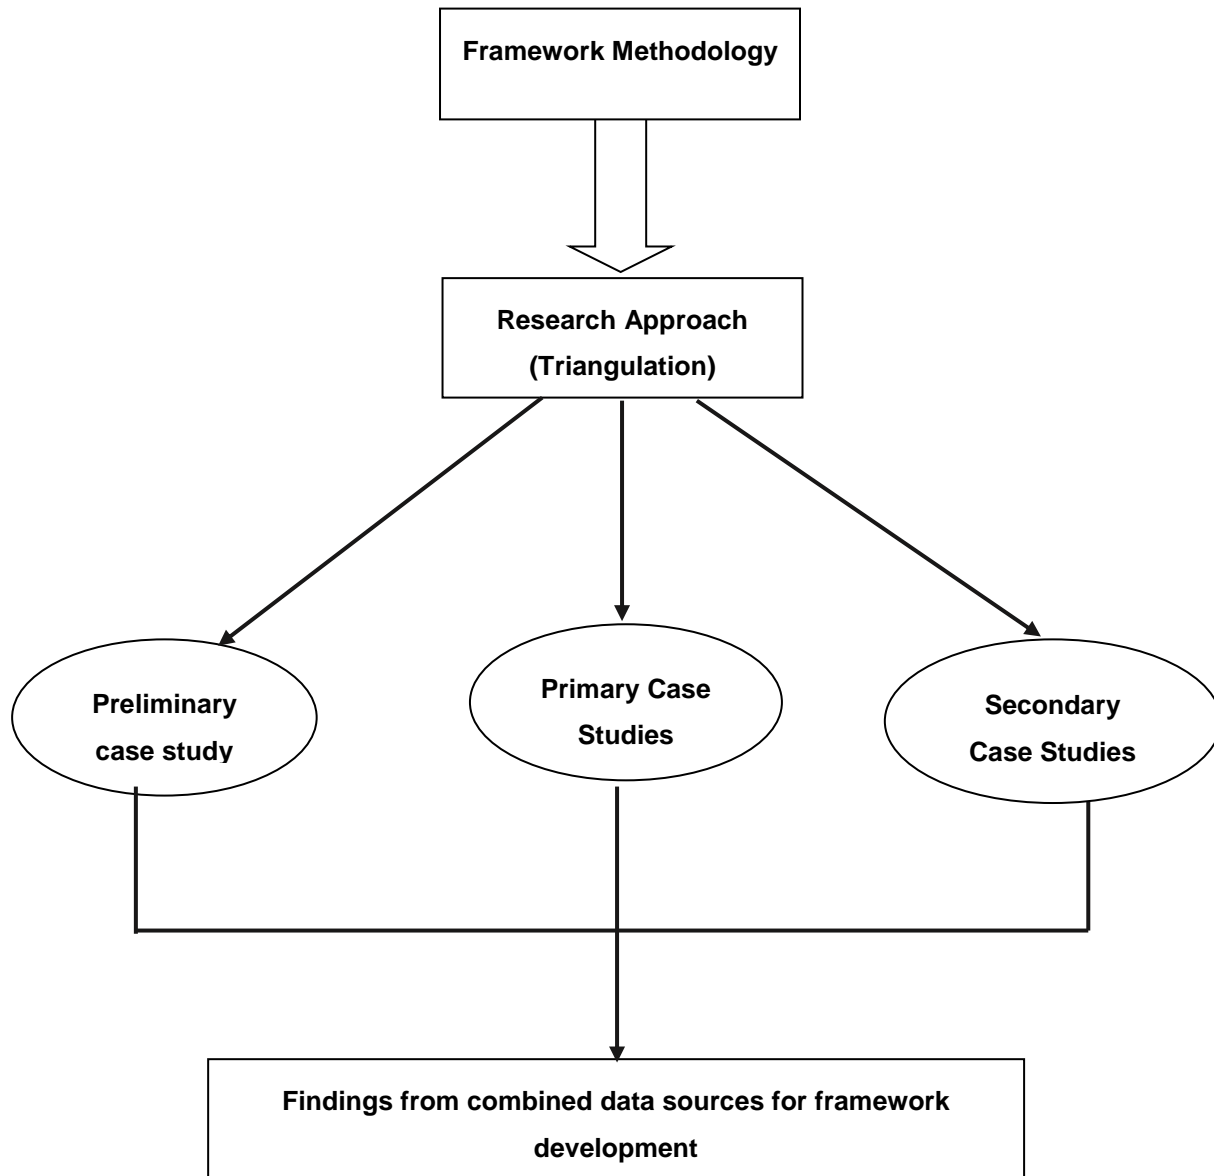 Framework Methodology
Research Approach
(Triangulation)
Preliminary
case study
Primary Case
Studies
Secondary
Case Studies
Findings from combined data sources for framework
development